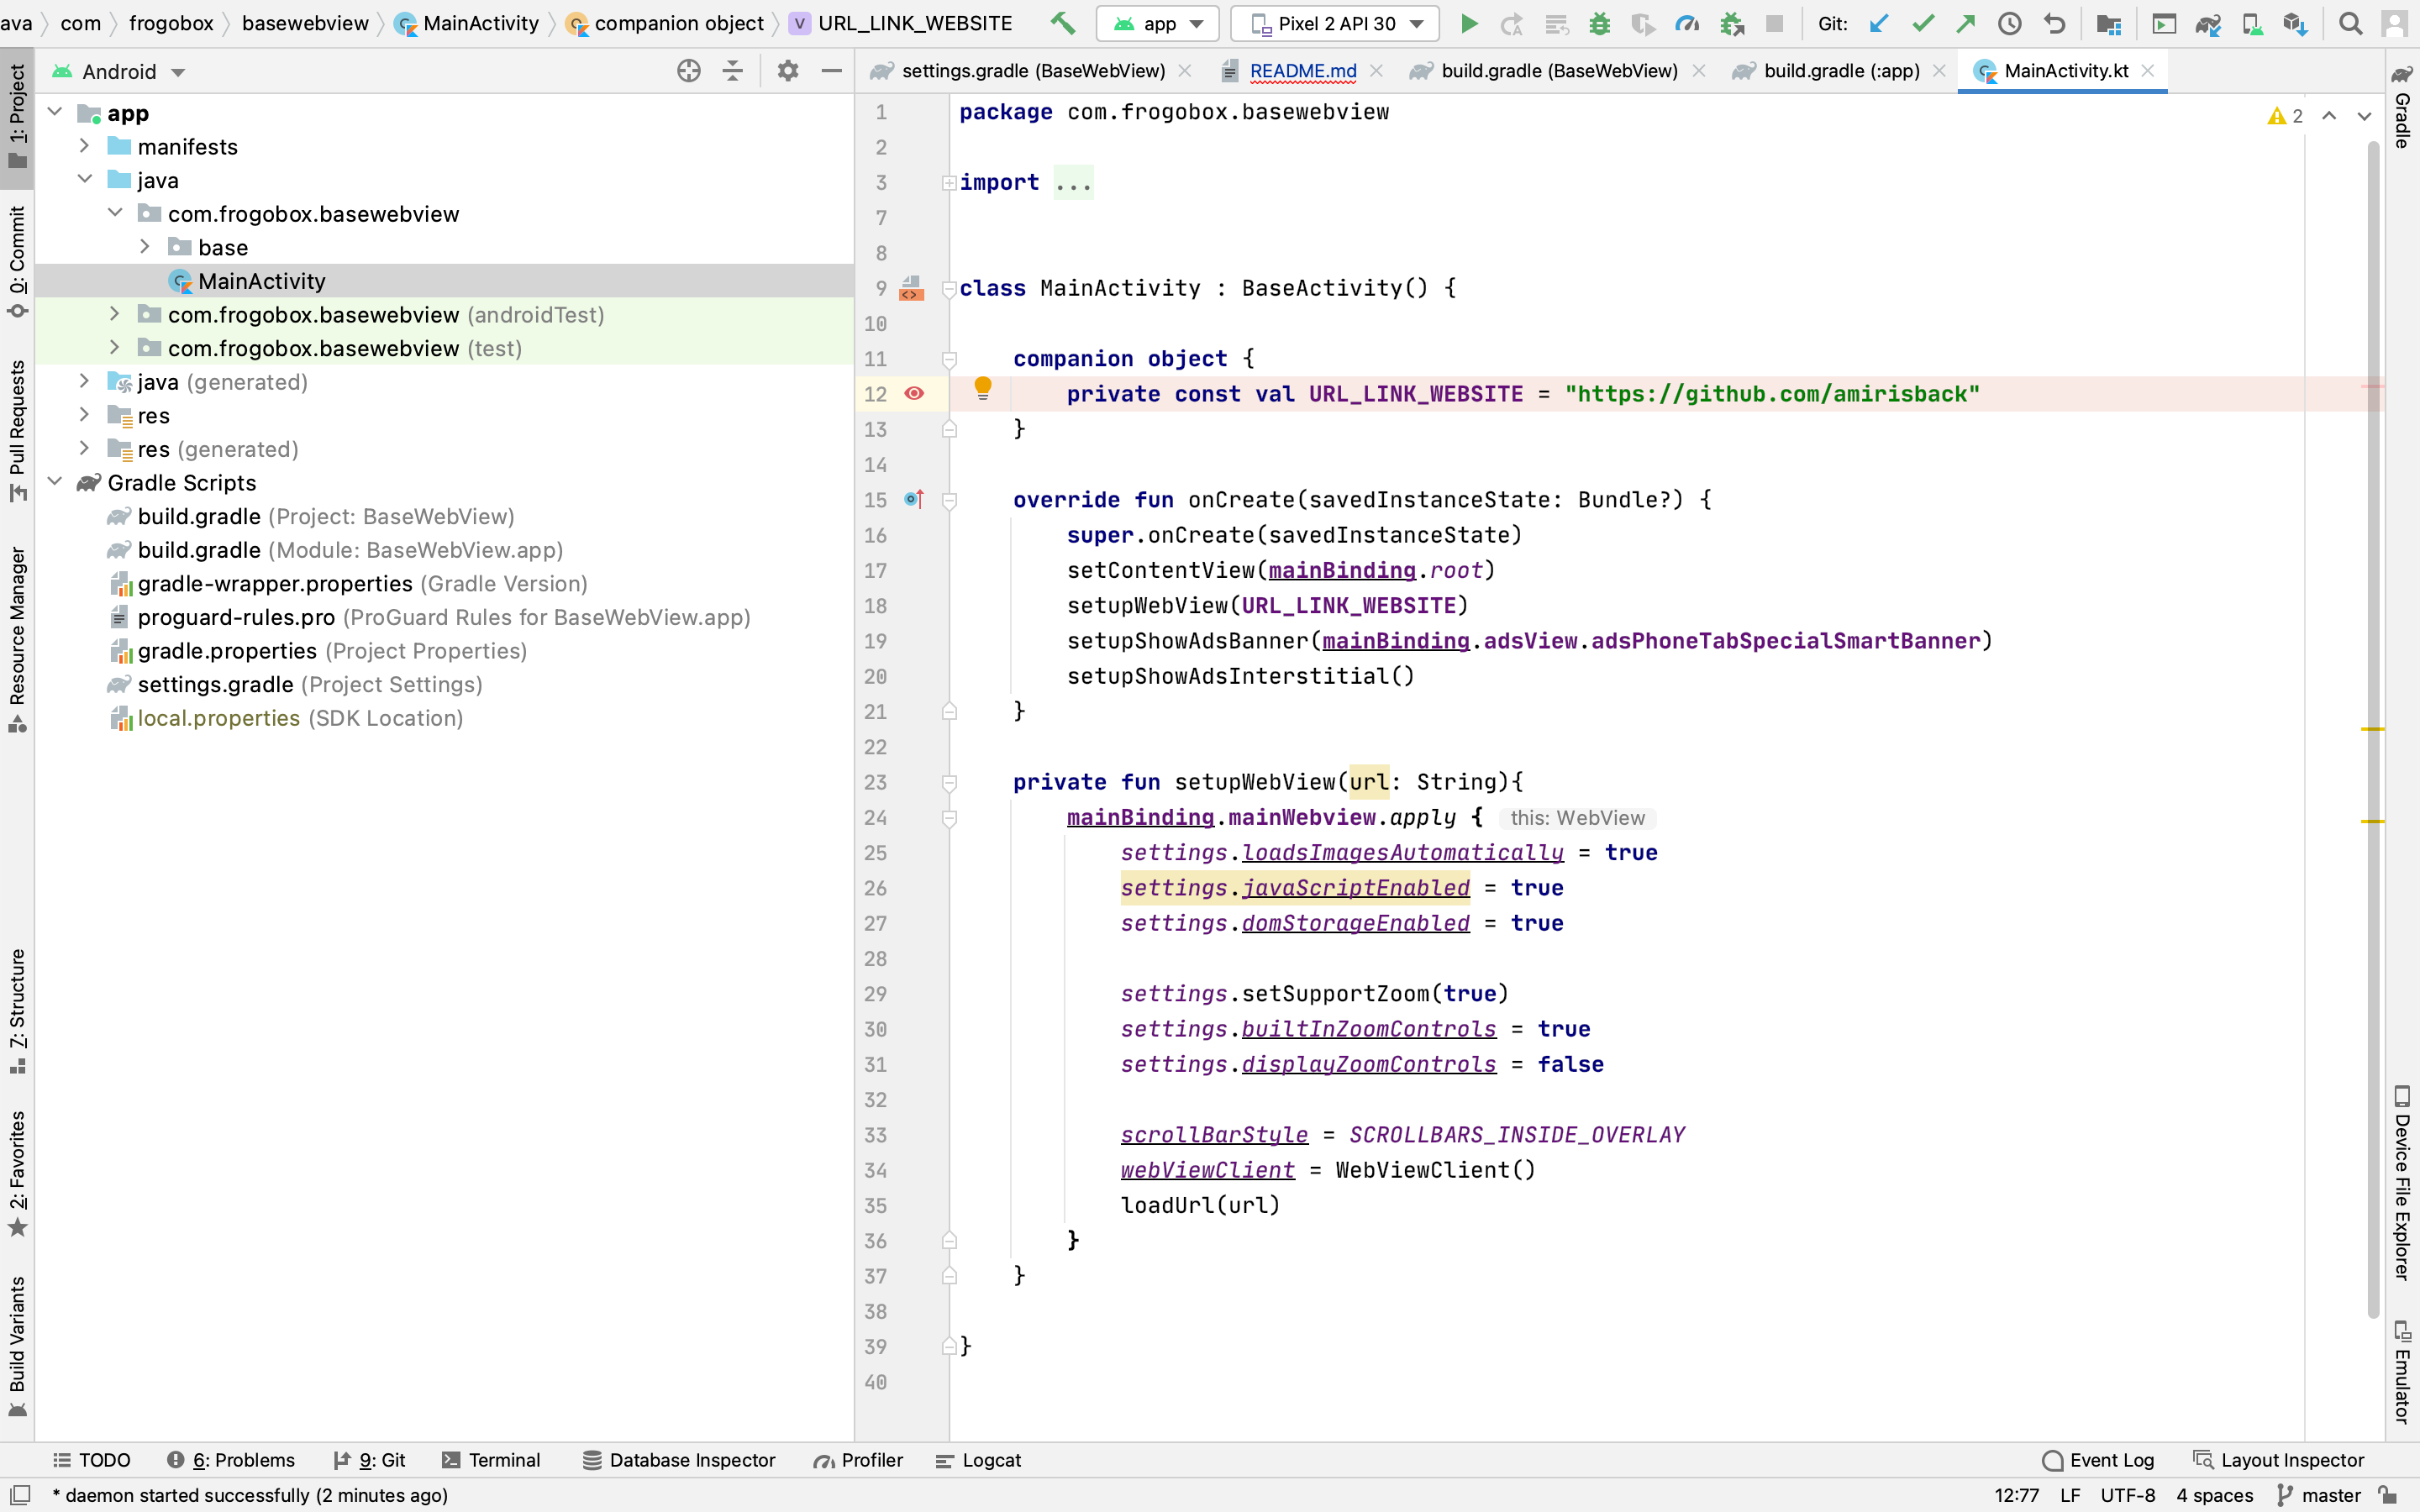 ava com frogobox basewebview MainActivity companion object V URL_LINK_WEBSITE app Pixel 2 API 30 Git:
Android
settings.gradle (BaseWebView) README.md build.gradle (BaseWebView) build.gradle (:app) MainActivity.kt
1: Project
0: Commit
Pull Requests
Resource Manager
7: Structure
2: Favorites
Build Variants
app
manifests
java
com.frogobox.basewebview
base
MainActivity
com.frogobox.basewebview (androidTest)
com.frogobox.basewebview (test)
java (generated)
res
res (generated)
Gradle Scripts
build.gradle (Project: BaseWebView)
build.gradle (Module: BaseWebView.app)
gradle-wrapper.properties (Gradle Version)
proguard-rules.pro (ProGuard Rules for BaseWebView.app)
gradle.properties (Project Properties)
settings.gradle (Project Settings)
local.properties (SDK Location)
1 package com.frogobox.basewebview
2
3 import ...
7
8
9 class MainActivity : BaseActivity() {
10
11 companion object {
12 private const val URL_LINK_WEBSITE = "https://github.com/amirisback"
13 }
14
15 override fun onCreate(savedInstanceState: Bundle?) {
16 super.onCreate(savedInstanceState)
17 setContentView(mainBinding.root)
18 setupWebView(URL_LINK_WEBSITE)
19 setupShowAdsBanner(mainBinding.adsView.adsPhoneTabSpecialSmartBanner)
20 setupShowAdsInterstitial()
21 }
22
23 private fun setupWebView(url: String){
24 mainBinding.mainWebview.apply { this: WebView
25 settings.loadsImagesAutomatically = true
26 settings.javaScriptEnabled = true
27 settings.domStorageEnabled = true
28
29 settings.setSupportZoom(true)
30 settings.builtInZoomControls = true
31 settings.displayZoomControls = false
32
33 scrollBarStyle = SCROLLBARS_INSIDE_OVERLAY
34 webViewClient = WebViewClient()
35 loadUrl(url)
36 }
37 }
38
39 }
40
2
Gradle
Device File Explorer
Emulator
TODO 6: Problems 9: Git Terminal Database Inspector Profiler Logcat Event Log Layout Inspector
* daemon started successfully (2 minutes ago) 12:77 LF UTF-8 4 spaces master